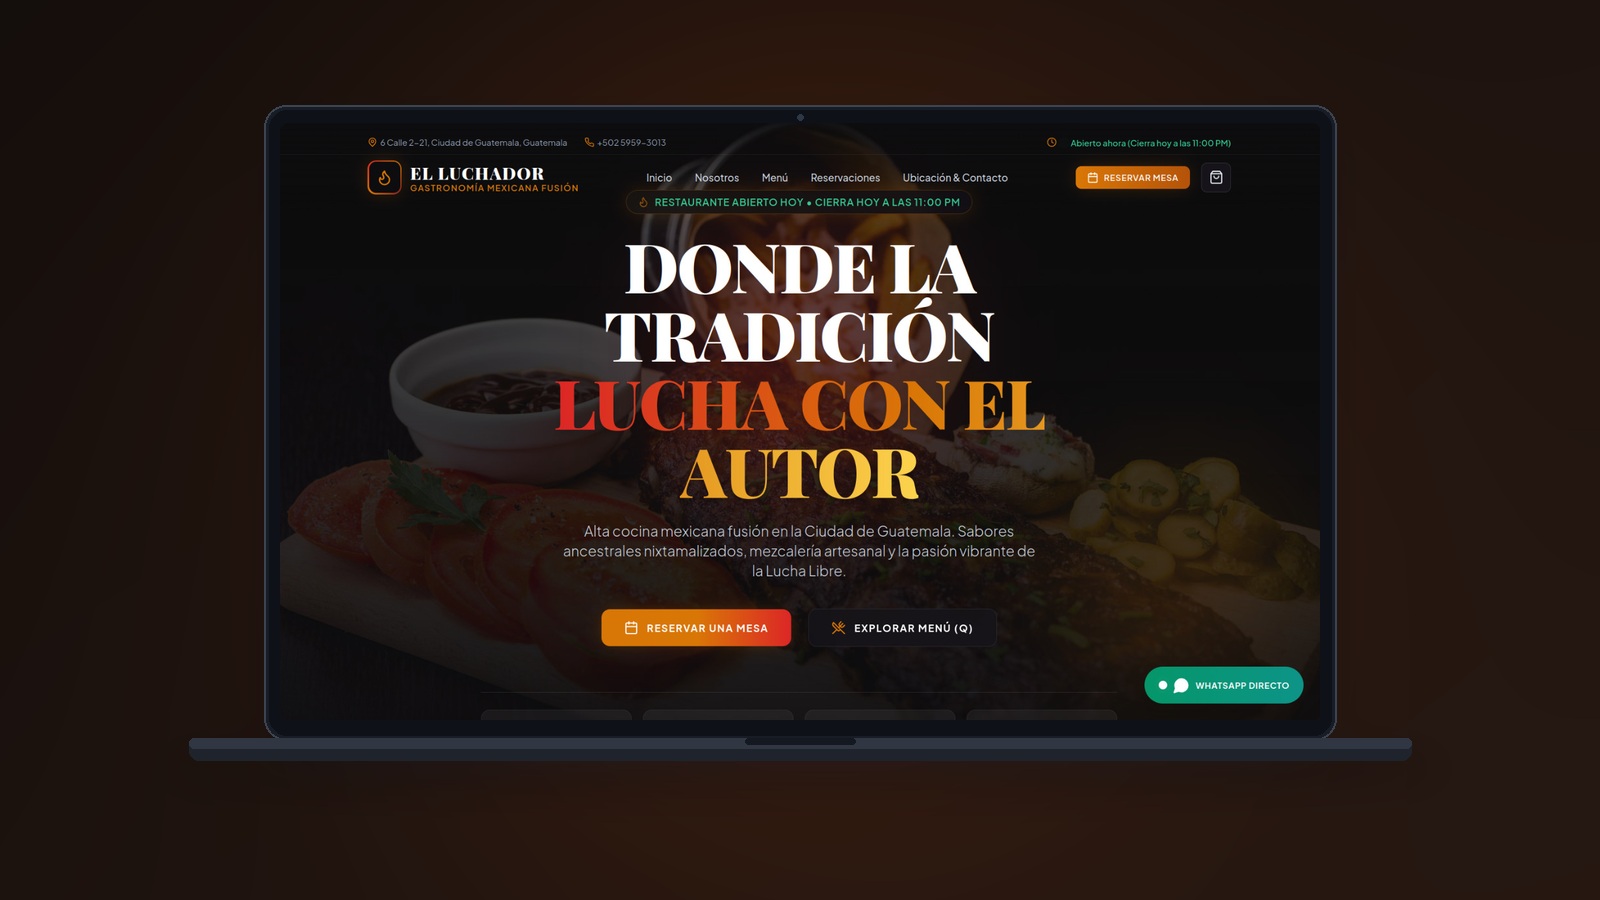 6 Calle 2-21, Ciudad de Guatemala, Guatemala
+502 5959-3013
Abierto ahora (Cierra hoy a las 11:00 PM)
EL LUCHADOR
GASTRONOMÍA MEXICANA FUSIÓN
Inicio
Nosotros
Menú
Reservaciones
Ubicación & Contacto
RESERVAR MESA
RESTAURANTE ABIERTO HOY • CIERRA HOY A LAS 11:00 PM
DONDE LA
TRADICIÓN
LUCHA CON EL
AUTOR
Alta cocina mexicana fusión en la Ciudad de Guatemala. Sabores
ancestrales nixtamalizados, mezcalería artesanal y la pasión vibrante de
la Lucha Libre.
RESERVAR UNA MESA
EXPLORAR MENÚ (Q)
WHATSAPP DIRECTO